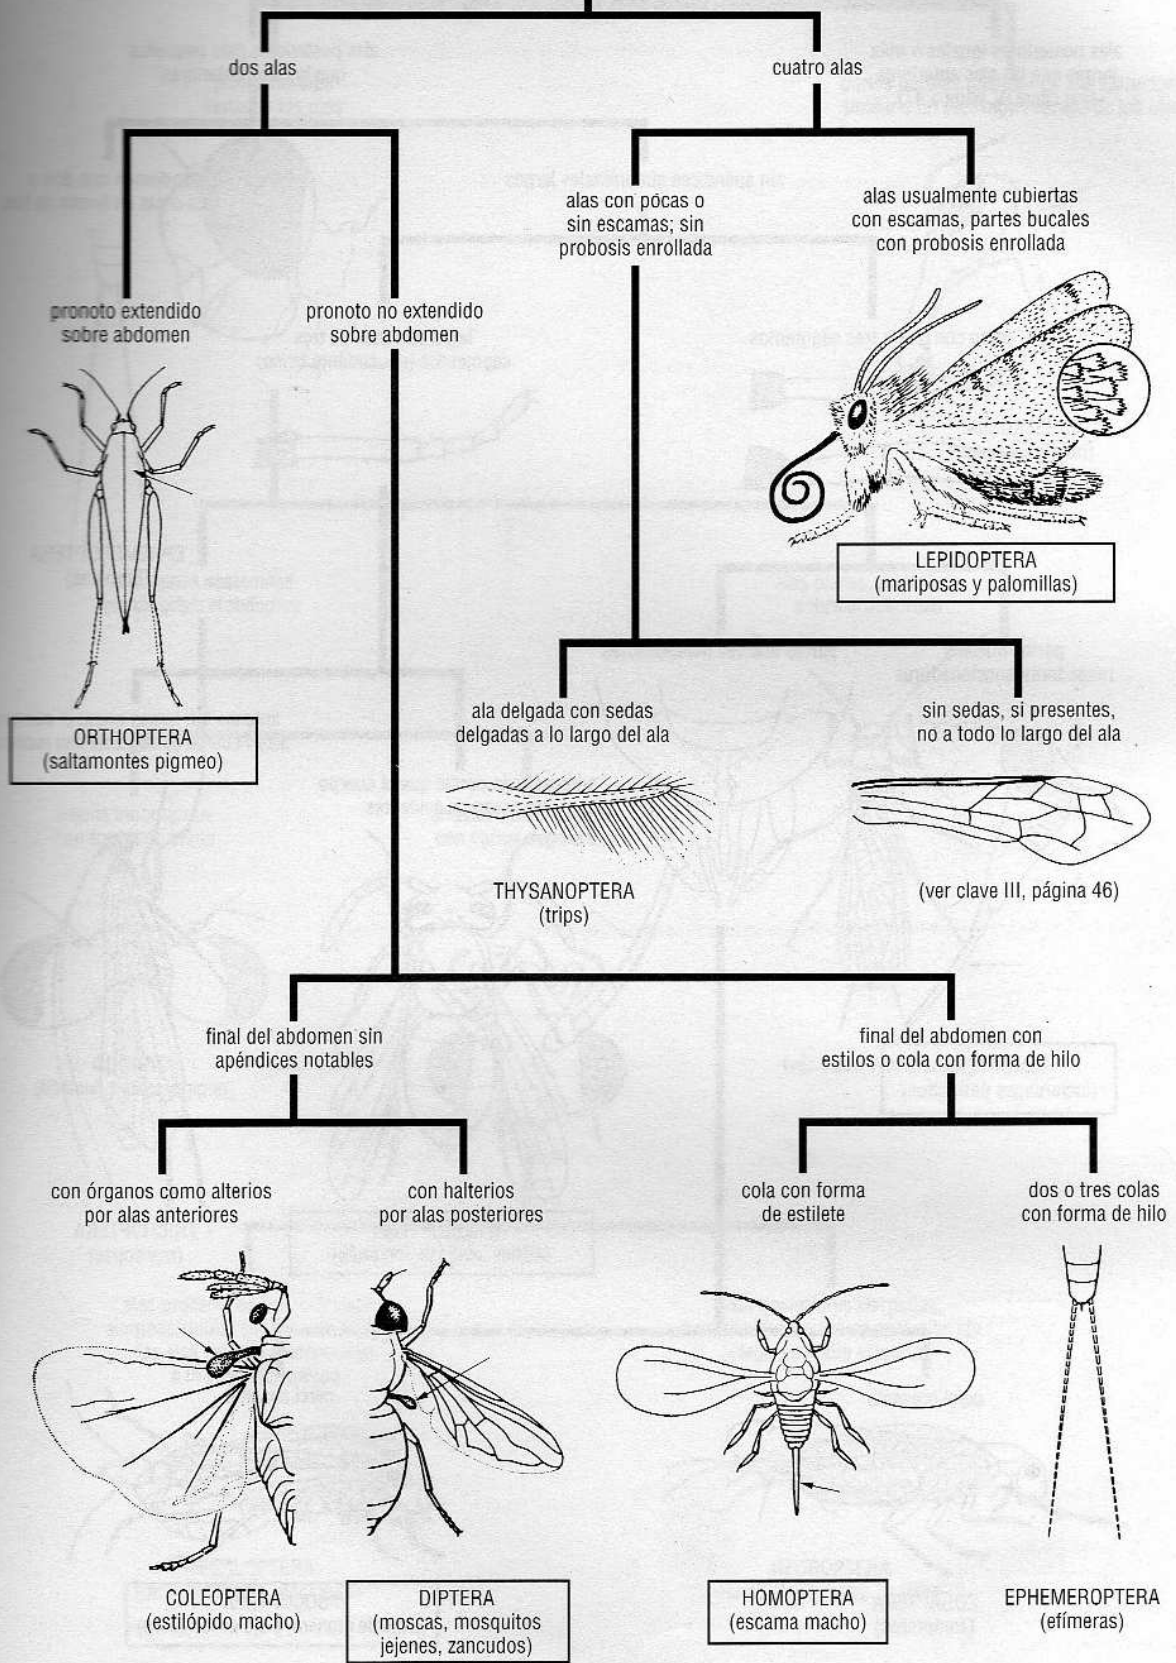 dos alas
cuatro alas
alas con pocas o
sin escamas; sin
probosis enrollada
alas usualmente cubiertas
con escamas, partes bucales
con probosis enrollada
pronoto extendido
sobre abdomen
pronoto no extendido
sobre abdomen
LEPIDOPTERA
(mariposas y palomillas)
ORTHOPTERA
(saltamontes pigmeo)
ala delgada con sedas
delgadas a lo largo del ala
sin sedas, si presentes,
no a todo lo largo del ala
THYSANOPTERA
(trips)
(ver clave III, página 46)
final del abdomen sin
apéndices notables
final del abdomen con
estilos o cola con forma de hilo
con órganos como alterios
por alas anteriores
con halterios
por alas posteriores
cola con forma
de estilete
dos o tres colas
con forma de hilo
COLEOPTERA
(estilópido macho)
DIPTERA
(moscas, mosquitos
jejenes, zancudos)
HOMOPTERA
(escama macho)
EPHEMEROPTERA
(efímeras)